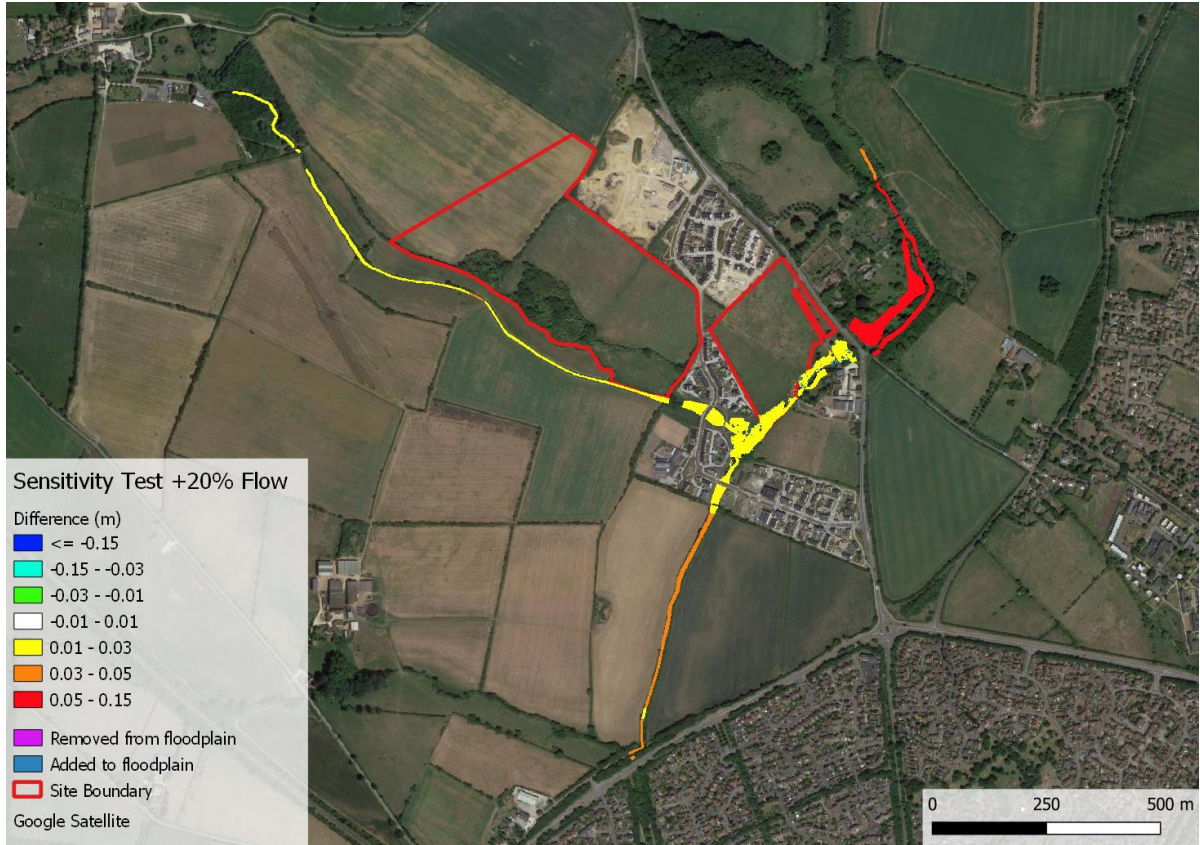 Sensitivity Test +20% Flow
Difference (m)
<= -0.15
-0.15 - -0.03
-0.03 - -0.01
-0.01 - 0.01
0.01 - 0.03
0.03 - 0.05
0.05 - 0.15
Removed from floodplain
Added to floodplain
Site Boundary
Google Satellite
0 250 500 m